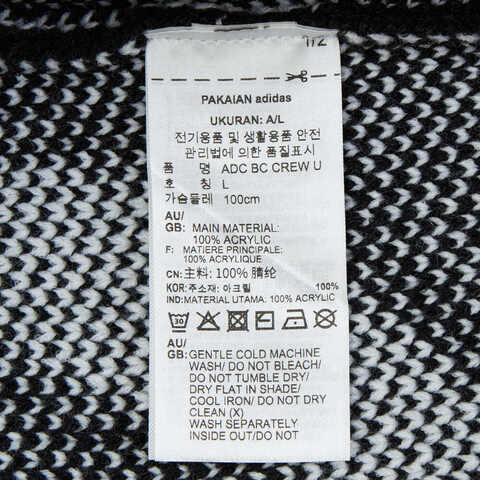 1/2
PAKAIAN adidas
UKURAN: A/L
전기용품 및 생활용품 안전
관리법에 의한 품질표시
품 명 ADC BC CREW U
호 칭 L
가슴둘레 100cm
AU/
GB: MAIN MATERIAL:
100% ACRYLIC
F: MATIERE PRINCIPALE:
100% ACRYLIC
CN: 主料: 100% 腈纶
KOR: 주소재: 아크릴 100%
IND: MATERIAL UTAMA: 100% ACRYLIC
30
AU/
GB: GENTLE COLD MACHINE
WASH/ DO NOT BLEACH/
DO NOT TUMBLE DRY/
DRY FLAT IN SHADE/
COOL IRON/ DO NOT DRY
CLEAN (X)
WASH SEPARATELY
INSIDE OUT/ DO NOT